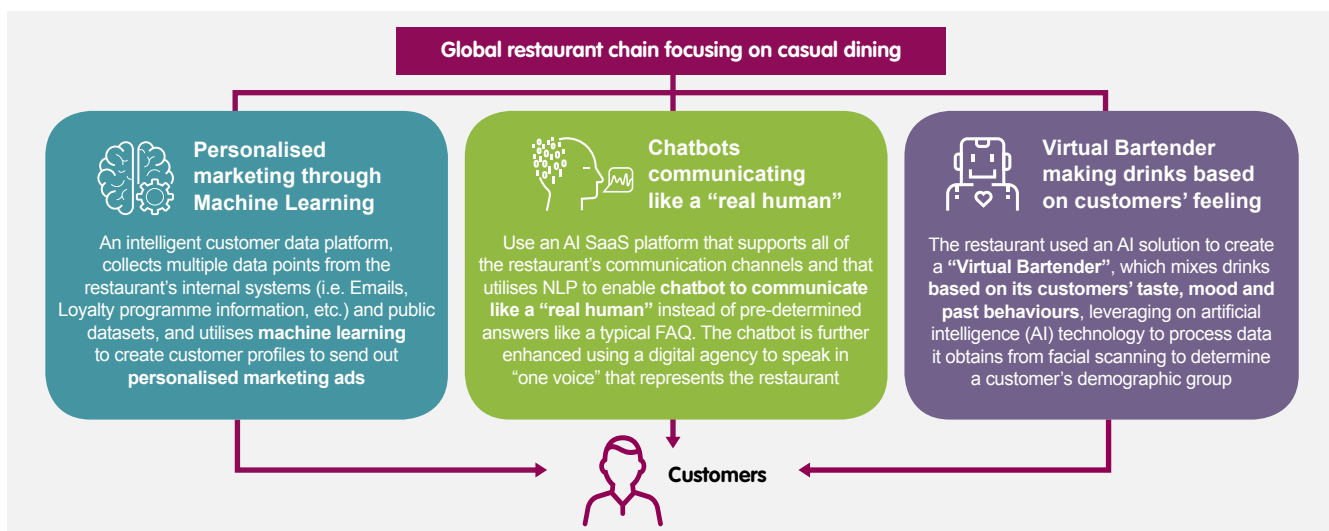 Global restaurant chain focusing on casual dining
Personalised
marketing through
Machine Learning
An intelligent customer data platform,
collects multiple data points from the
restaurant's internal systems (i.e. Emails,
Loyalty programme information, etc.) and public
datasets, and utilises machine learning
to create customer profiles to send out
personalised marketing ads
Chatbots
communicating
like a “real human”
Use an AI SaaS platform that supports all of
the restaurant's communication channels and that
utilises NLP to enable chatbot to communicate
like a “real human” instead of pre-determined
answers like a typical FAQ. The chatbot is further
enhanced using a digital agency to speak in
“one voice” that represents the restaurant
Virtual Bartender
making drinks based
on customers' feeling
The restaurant used an AI solution to create
a “Virtual Bartender”, which mixes drinks
based on its customers' taste, mood and
past behaviours, leveraging on artificial
intelligence (AI) technology to process data
it obtains from facial scanning to determine
a customer's demographic group
Customers